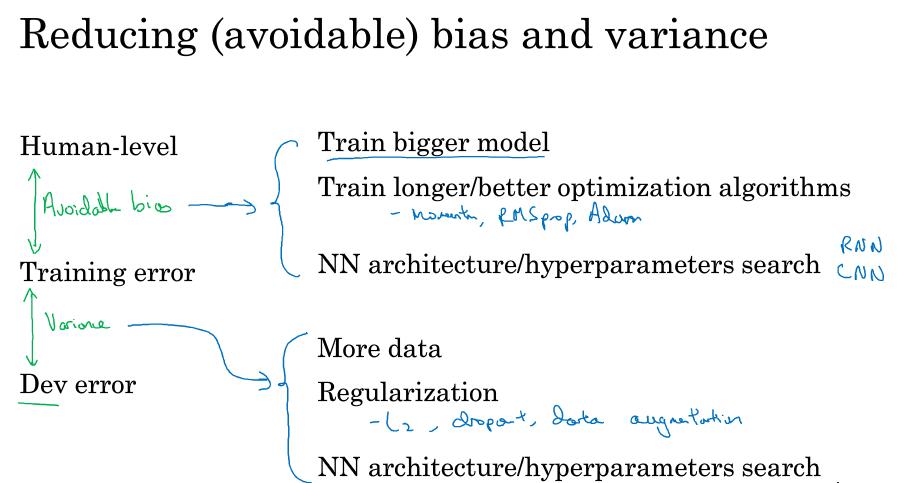 Reducing (avoidable) bias and variance
Human-level
Avoidable bias
Training error
Variance
Dev error
Train bigger model
Train longer/better optimization algorithms
- Momentum, RMSprop, Adam
NN architecture/hyperparameters search
RNN
CNN
More data
Regularization
- L2, dropout, data augmentation
NN architecture/hyperparameters search